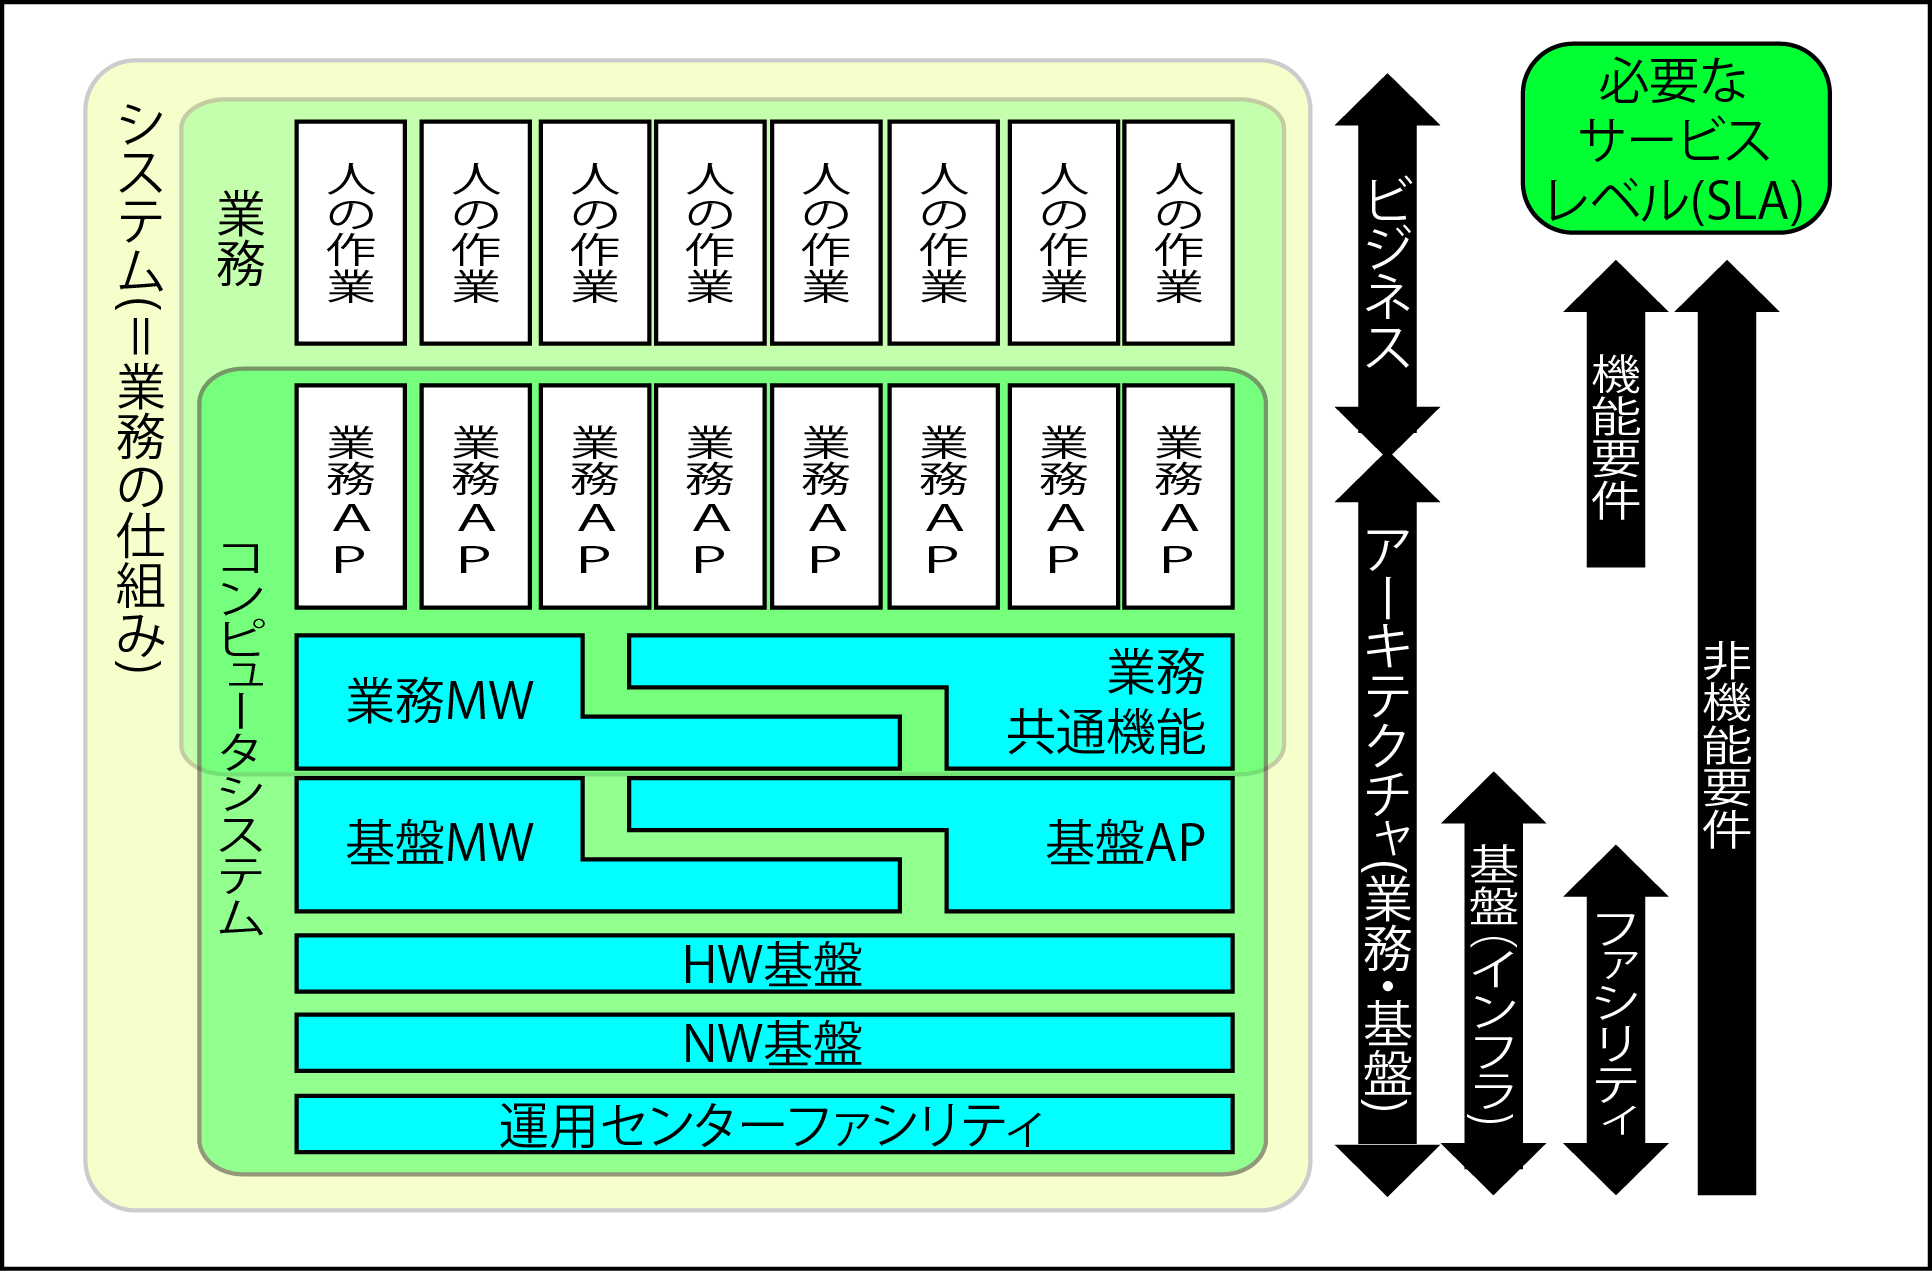 システム(＝業務の仕組み)
業務
人の作業
人の作業
人の作業
人の作業
人の作業
人の作業
人の作業
人の作業
コンピュータシステム
業務AP
業務AP
業務AP
業務AP
業務AP
業務AP
業務AP
業務AP
業務MW
業務
共通機能
基盤MW
基盤AP
HW基盤
NW基盤
運用センターファシリティ
ビジネス
アーキテクチャ(業務・基盤)
基盤(インフラ)
ファシリティ
必要な
サービス
レベル(SLA)
機能要件
非機能要件